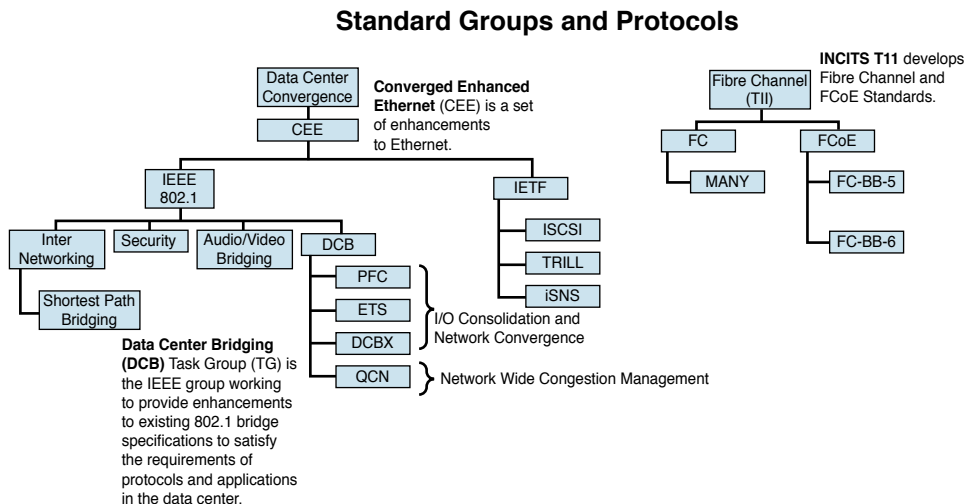 Standard Groups and Protocols
Data Center
Convergence
Converged Enhanced
Ethernet (CEE) is a set
of enhancements
to Ethernet.
CEE
IEEE
802.1
IETF
Inter
Networking
Security
Audio/Video
Bridging
DCB
Shortest Path
Bridging
PFC
ETS
DCBX
QCN
I/O Consolidation and
Network Convergence
Network Wide Congestion Management
ISCSI
TRILL
iSNS
Data Center Bridging
(DCB) Task Group (TG) is
the IEEE group working
to provide enhancements
to existing 802.1 bridge
specifications to satisfy
the requirements of
protocols and applications
in the data center.
Fibre Channel
(TII)
INCITS T11 develops
Fibre Channel and
FCoE Standards.
FC
MANY
FCoE
FC-BB-5
FC-BB-6